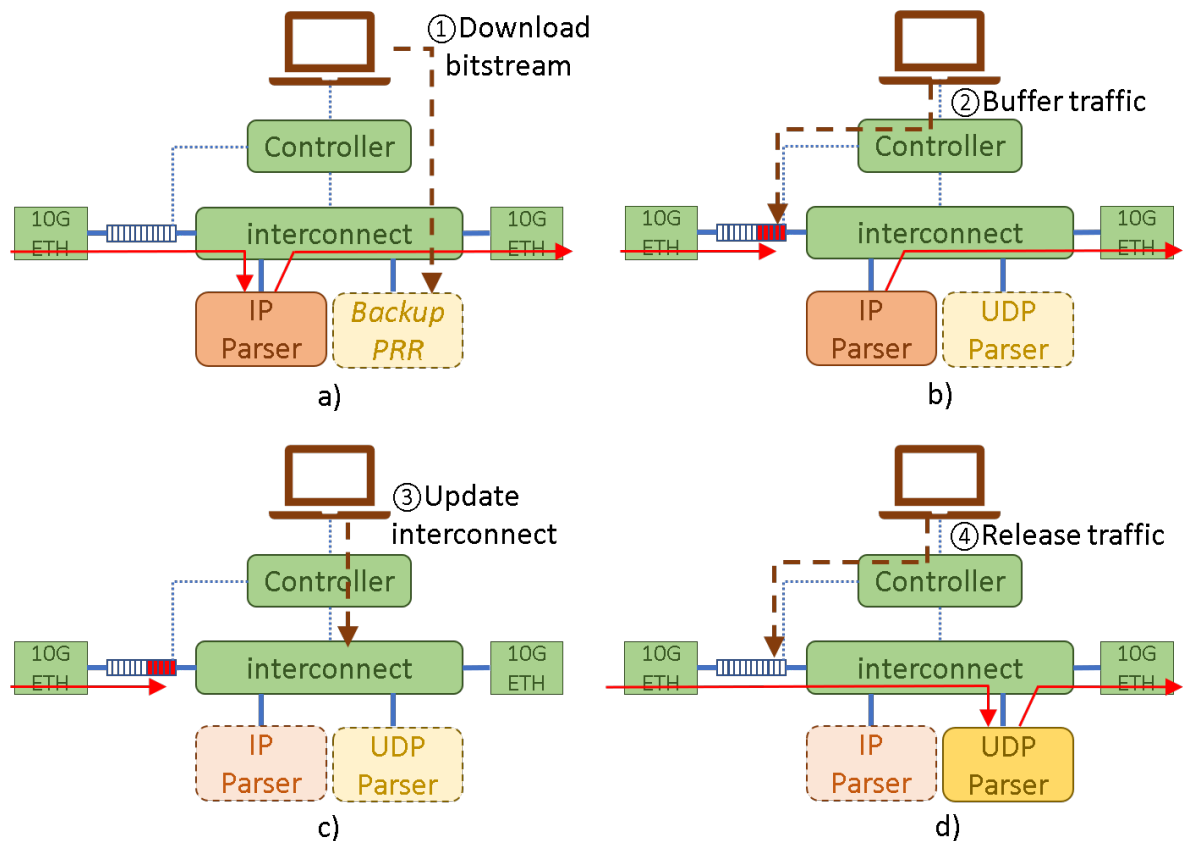 ①Download
bitstream
Controller
10G
ETH
interconnect
10G
ETH
IP
Parser
Backup
PRR
a)
②Buffer traffic
Controller
10G
ETH
interconnect
10G
ETH
IP
Parser
UDP
Parser
b)
③Update
interconnect
Controller
10G
ETH
interconnect
10G
ETH
IP
Parser
UDP
Parser
c)
④Release traffic
Controller
10G
ETH
interconnect
10G
ETH
IP
Parser
UDP
Parser
d)